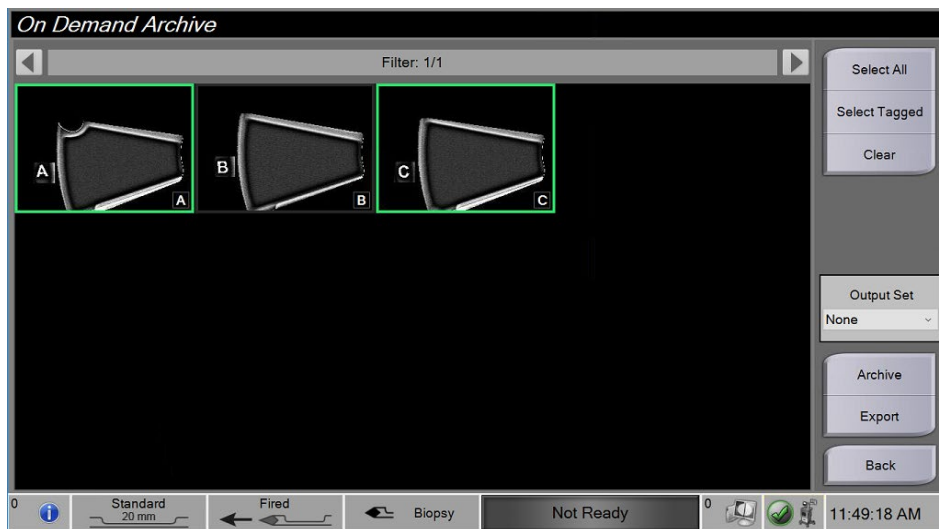 On Demand Archive
Filter: 1/1
Select All
Select Tagged
Clear
A
A
B
B
C
C
Output Set
None
Archive
Export
Back
0
Standard
20 mm
Fired
Biopsy
Not Ready
0
11:49:18 AM